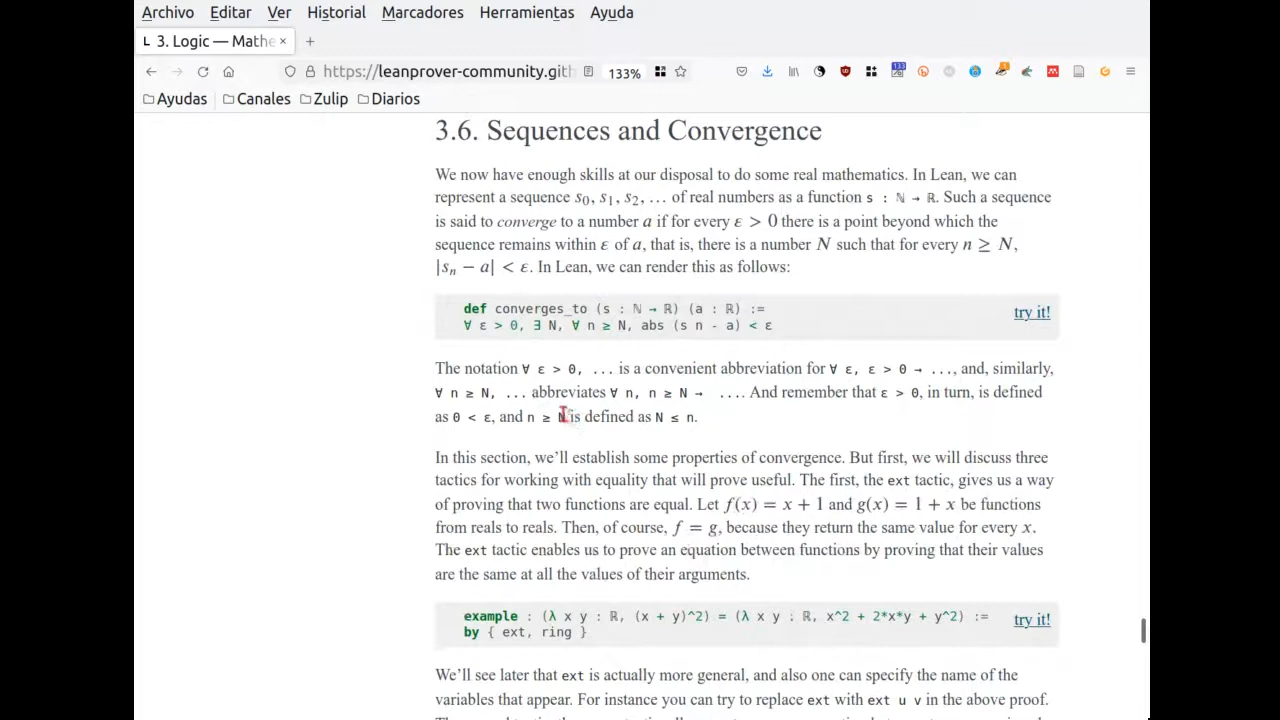 Archivo Editar Ver Historial Marcadores Herramientas Ayuda
L 3. Logic — Mathe × +
https://leanprover-community.gith 133% 133
Ayudas Canales Zulip Diarios
3.6. Sequences and Convergence
We now have enough skills at our disposal to do some real mathematics. In Lean, we can
represent a sequence s₀, s₁, s₂, … of real numbers as a function s : ℕ → ℝ. Such a sequence
is said to converge to a number a if for every ε > 0 there is a point beyond which the
sequence remains within ε of a, that is, there is a number N such that for every n ≥ N,
|sₙ − a| < ε. In Lean, we can render this as follows:
def converges_to (s : ℕ → ℝ) (a : ℝ) := try it!
∀ ε > 0, ∃ N, ∀ n ≥ N, abs (s n - a) < ε
The notation ∀ ε > 0, ... is a convenient abbreviation for ∀ ε, ε > 0 → ..., and, similarly,
∀ n ≥ N, ... abbreviates ∀ n, n ≥ N → .... And remember that ε > 0, in turn, is defined
as 0 < ε, and n ≥ N is defined as N ≤ n.
In this section, we'll establish some properties of convergence. But first, we will discuss three
tactics for working with equality that will prove useful. The first, the ext tactic, gives us a way
of proving that two functions are equal. Let f(x) = x + 1 and g(x) = 1 + x be functions
from reals to reals. Then, of course, f = g, because they return the same value for every x.
The ext tactic enables us to prove an equation between functions by proving that their values
are the same at all the values of their arguments.
example : (λ x y : ℝ, (x + y)^2) = (λ x y : ℝ, x^2 + 2*x*y + y^2) := try it!
by { ext, ring }
We'll see later that ext is actually more general, and also one can specify the name of the
variables that appear. For instance you can try to replace ext with ext u v in the above proof.